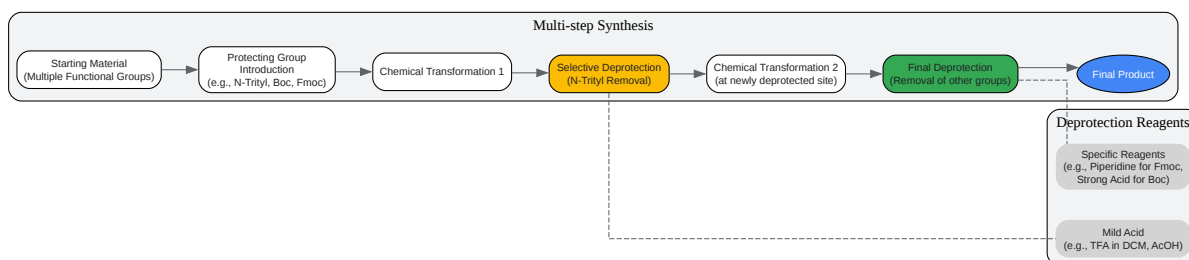 Multi-step Synthesis
Starting Material
(Multiple Functional Groups)
Protecting Group
Introduction
(e.g., N-Trityl, Boc, Fmoc)
Chemical Transformation 1
Selective Deprotection
(N-Trityl Removal)
Chemical Transformation 2
(at newly deprotected site)
Final Deprotection
(Removal of other groups)
Final Product
Deprotection Reagents
Specific Reagents
(e.g., Piperidine for Fmoc,
Strong Acid for Boc)
Mild Acid
(e.g., TFA in DCM, AcOH)